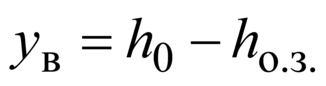 yв = h0 − hо.з.